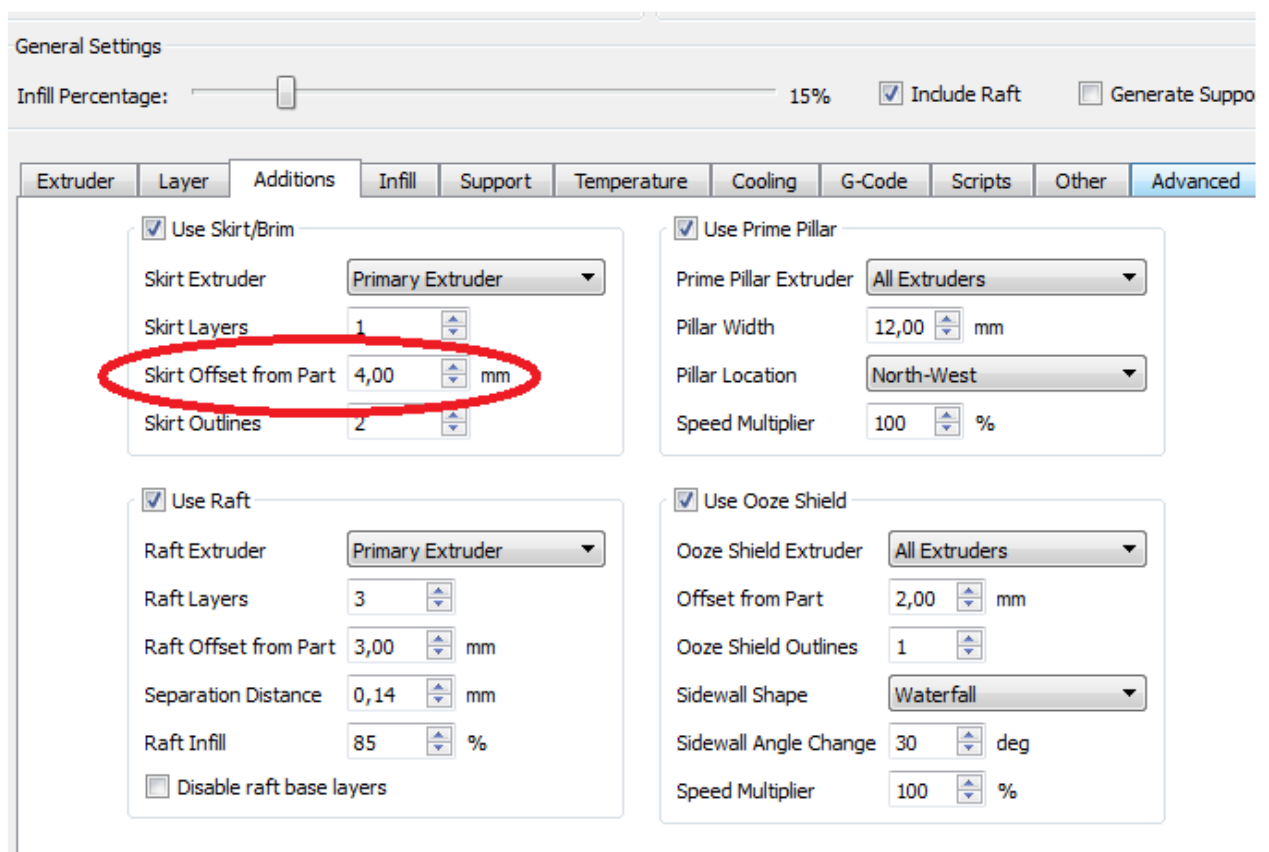 General Settings
Infill Percentage: 15% Include Raft Generate Suppo
Extruder Layer Additions Infill Support Temperature Cooling G-Code Scripts Other Advanced
Use Skirt/Brim
Skirt Extruder Primary Extruder
Skirt Layers 1
Skirt Offset from Part 4,00 mm
Skirt Outlines 2
Use Prime Pillar
Prime Pillar Extruder All Extruders
Pillar Width 12,00 mm
Pillar Location North-West
Speed Multiplier 100 %
Use Raft
Raft Extruder Primary Extruder
Raft Layers 3
Raft Offset from Part 3,00 mm
Separation Distance 0,14 mm
Raft Infill 85 %
Disable raft base layers
Use Ooze Shield
Ooze Shield Extruder All Extruders
Offset from Part 2,00 mm
Ooze Shield Outlines 1
Sidewall Shape Waterfall
Sidewall Angle Change 30 deg
Speed Multiplier 100 %